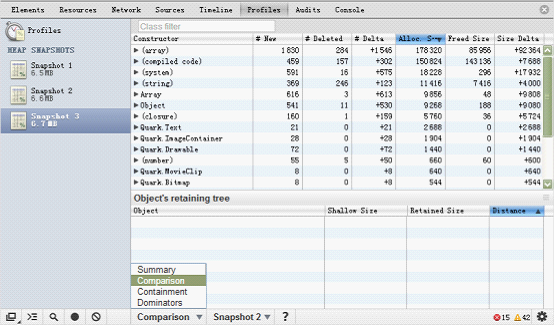 Elements Resources Network Sources Timeline Profiles Audits Console
Profiles
Class filter
HEAP SNAPSHOTS
Snapshot 1
6.5MB
Snapshot 2
6.6MB
Snapshot 3
6.7MB
Constructor # New # Deleted # Delta Alloc. Size Freed Size Size Delta
(array) 1 830 284 +1 546 178 320 85 956 +92 364
(compiled code) 459 157 +302 150 824 143 136 +7 688
(system) 591 16 +575 18 228 296 +17 932
(string) 369 246 +123 11 416 7 416 +4 000
Array 616 3 +613 9 856 48 +9 808
Object 541 11 +530 9 268 188 +9 080
(closure) 160 1 +159 5 760 36 +5 724
Quark.Text 21 0 +21 2 688 0 +2 688
Quark.ImageContainer 28 0 +28 1 904 0 +1 904
Quark.Drawable 72 0 +72 1 440 0 +1 440
(number) 55 5 +50 660 60 +600
Quark.MovieClip 8 0 +8 640 0 +640
Quark.Bitmap 8 0 +8 544 0 +544
Object's retaining tree
Object Shallow Size Retained Size Distance
Summary
Comparison
Containment
Dominators
Comparison Snapshot 2 ? 15 42